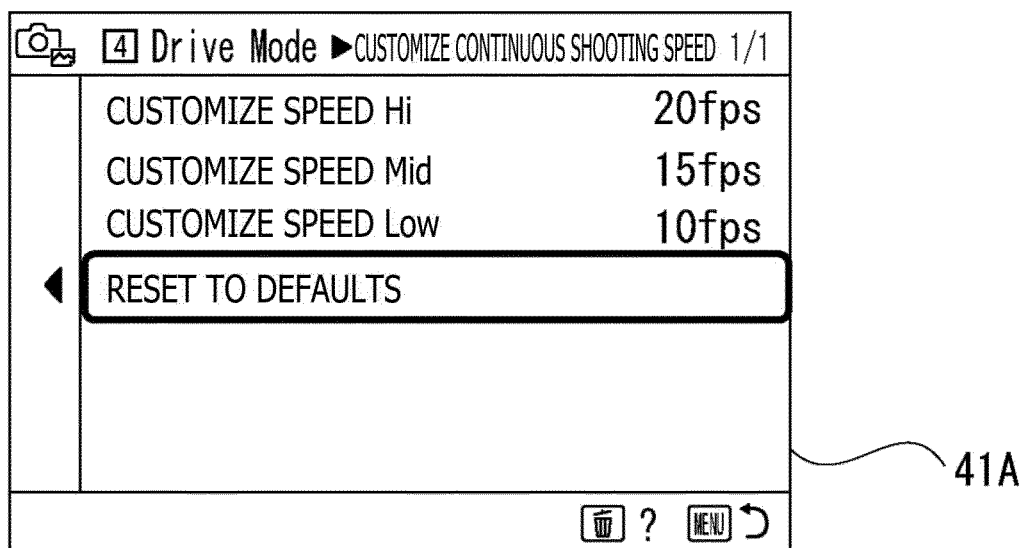 4 Drive Mode ►CUSTOMIZE CONTINUOUS SHOOTING SPEED 1/1
CUSTOMIZE SPEED Hi 20fps
CUSTOMIZE SPEED Mid 15fps
CUSTOMIZE SPEED Low 10fps
RESET TO DEFAULTS
41A
? MENU